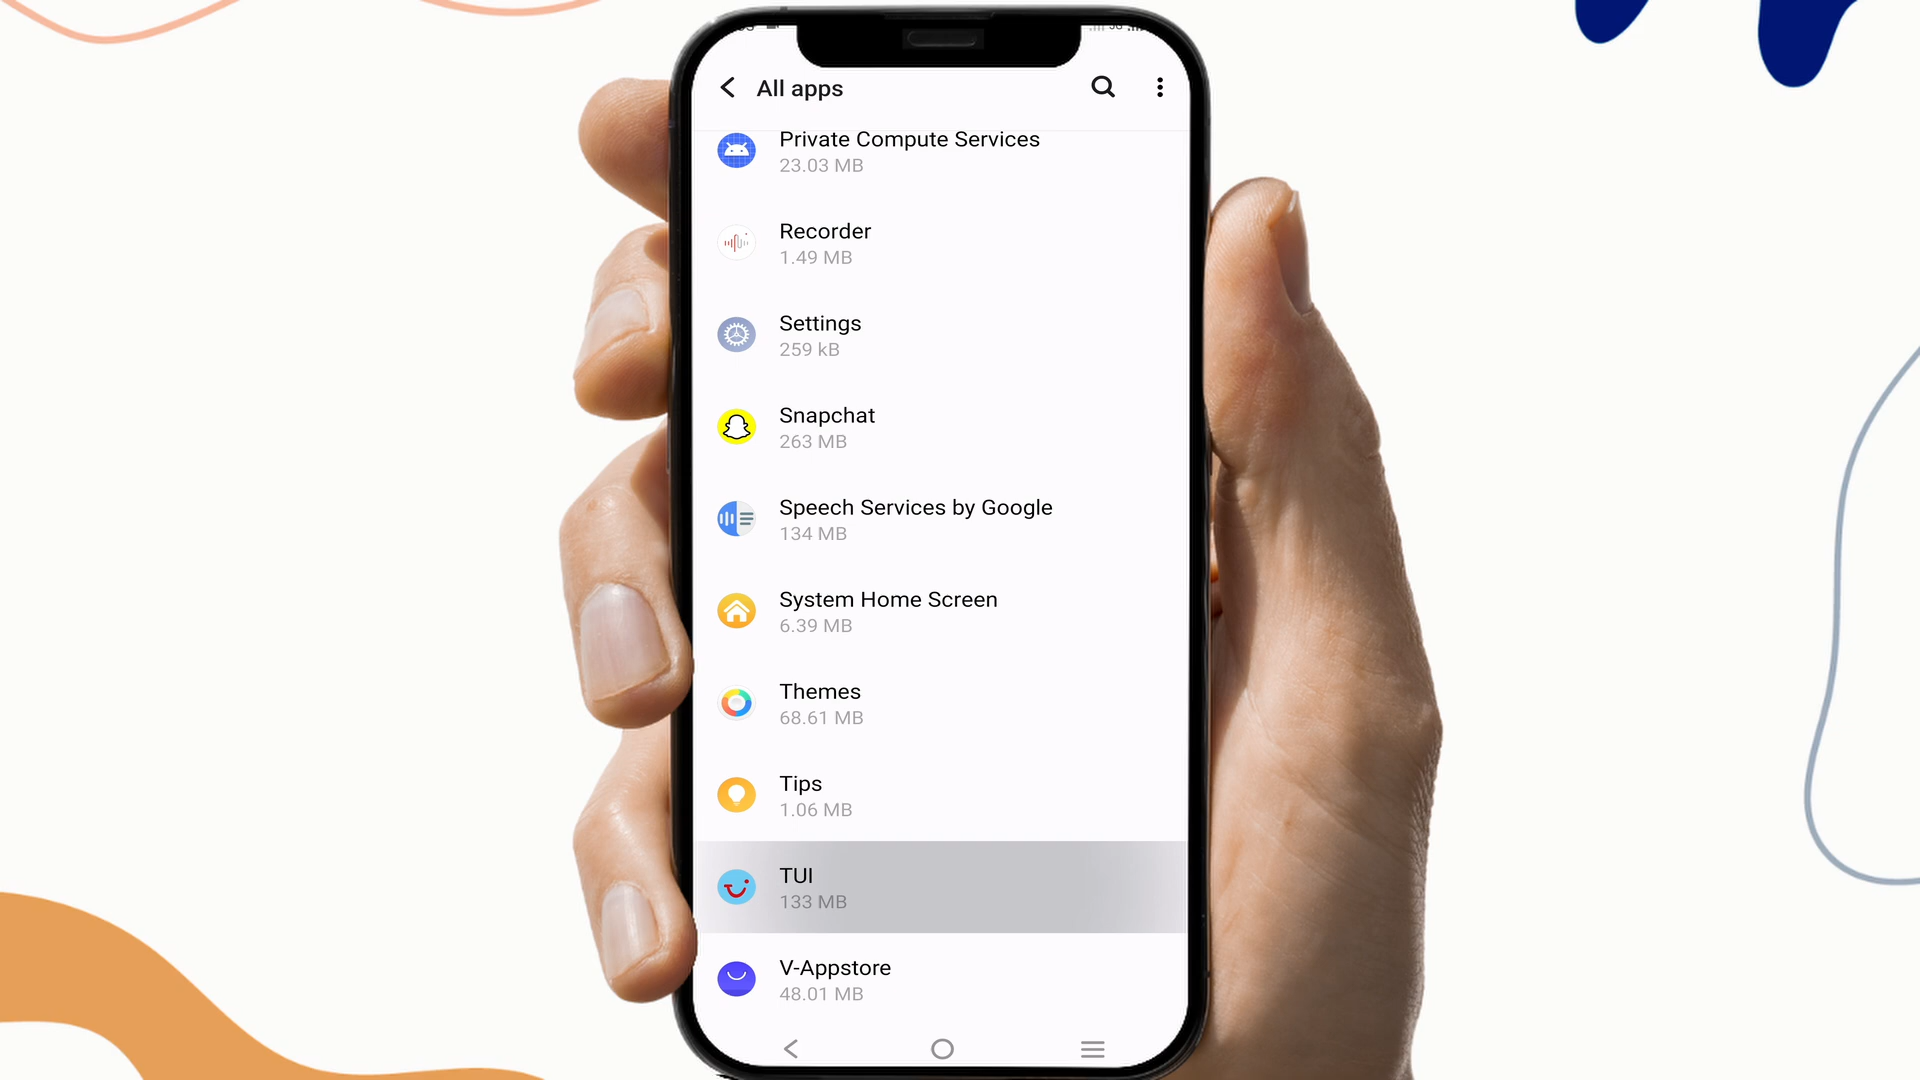 All apps
Private Compute Services
23.03 MB
Recorder
1.49 MB
Settings
259 kB
Snapchat
263 MB
Speech Services by Google
134 MB
System Home Screen
6.39 MB
Themes
68.61 MB
Tips
1.06 MB
TUI
133 MB
V-Appstore
48.01 MB